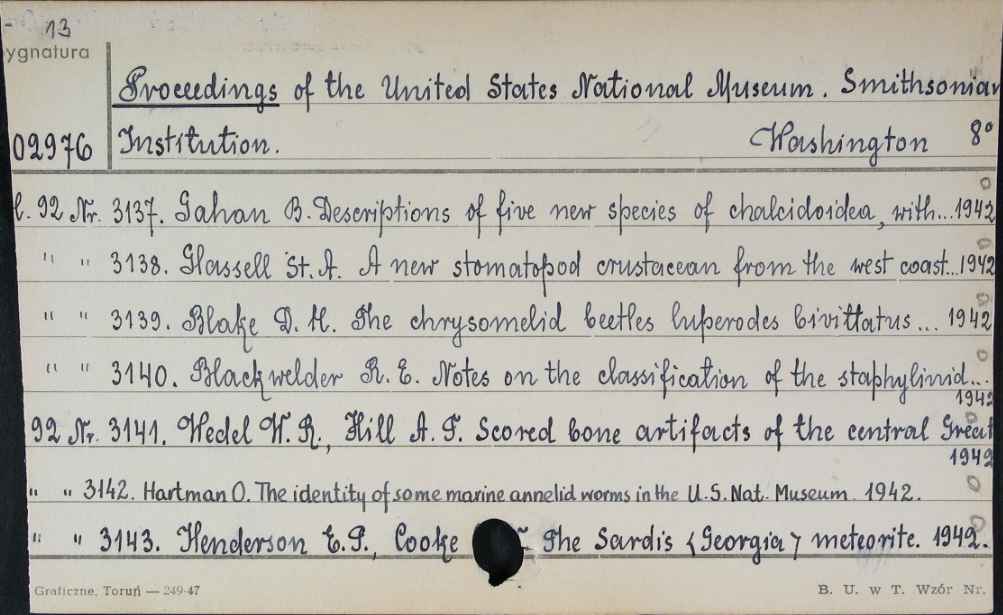 13
ygnatura
Proceedings of the United States National Museum. Smithsonian
02976 Institution. Washington 8°
t. 92 Nr. 3137. Gahan B. Descriptions of five new species of chalcidoidea, with... 1942
" " 3138. Glassell St. A. A new stomatopod crustacean from the west coast... 1942
" " 3139. Blake D. H. The chrysomelid beetles luperodes bivittatus ... 1942
" " 3140. Blackwelder R. E. Notes on the classification of the staphylinid...
1942
92 Nr. 3141. Wedel W. R., Hill A. T. Scored bone artifacts of the central Great
1942
" " 3142. Hartman O. The identity of some marine annelid worms in the U.S. Nat. Museum. 1942.
" " 3143. Henderson E. P., Cooke The Sardis <Georgia> meteorite. 1942.
Graficzne, Toruń — 249-47 B. U. w T. Wzór Nr.